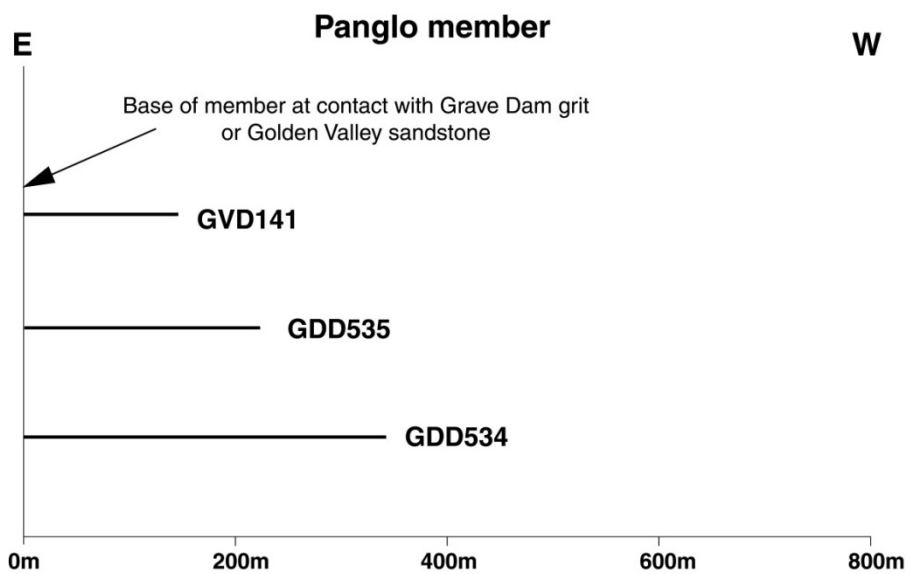 Panglo member
E
W
Base of member at contact with Grave Dam grit
or Golden Valley sandstone
GVD141
GDD535
GDD534
0m 200m 400m 600m 800m